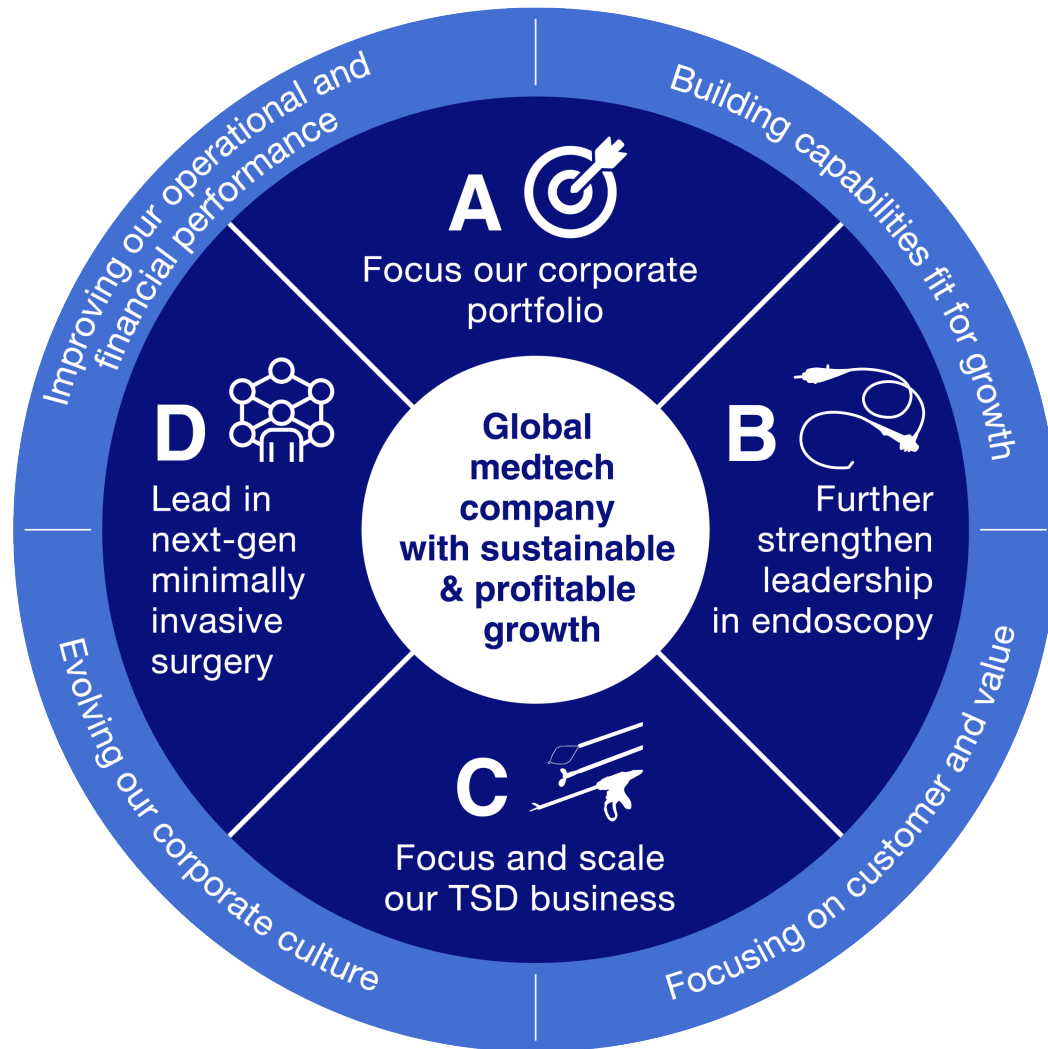 Improving our operational and
financial performance
Building capabilities fit for growth
A
Focus our corporate
portfolio
D
Lead in
next-gen
minimally
invasive
surgery
Global
medtech
company
with sustainable
& profitable
growth
B
Further
strengthen
leadership
in endoscopy
C
Focus and scale
our TSD business
Evolving our corporate culture
Focusing on customer and value